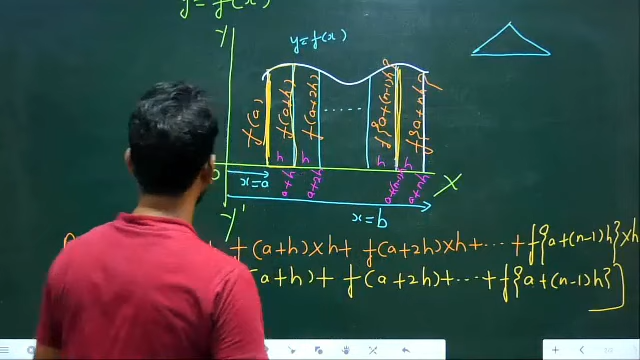 y = f(x)
Y
y = f(x)
f(a)
f(a+h)
f(a+2h)
......
f{a+(n-1)h}
f{a+nh}
h
h
h
h
O
x=a
a+h
a+2h
a+(n-1)h
a+nh
X
Y'
x=b
f(a+h)×h + f(a+2h)×h + ... + f{a+(n-1)h}×h
(a+h) + f(a+2h) + ... + f{a+(n-1)h}]